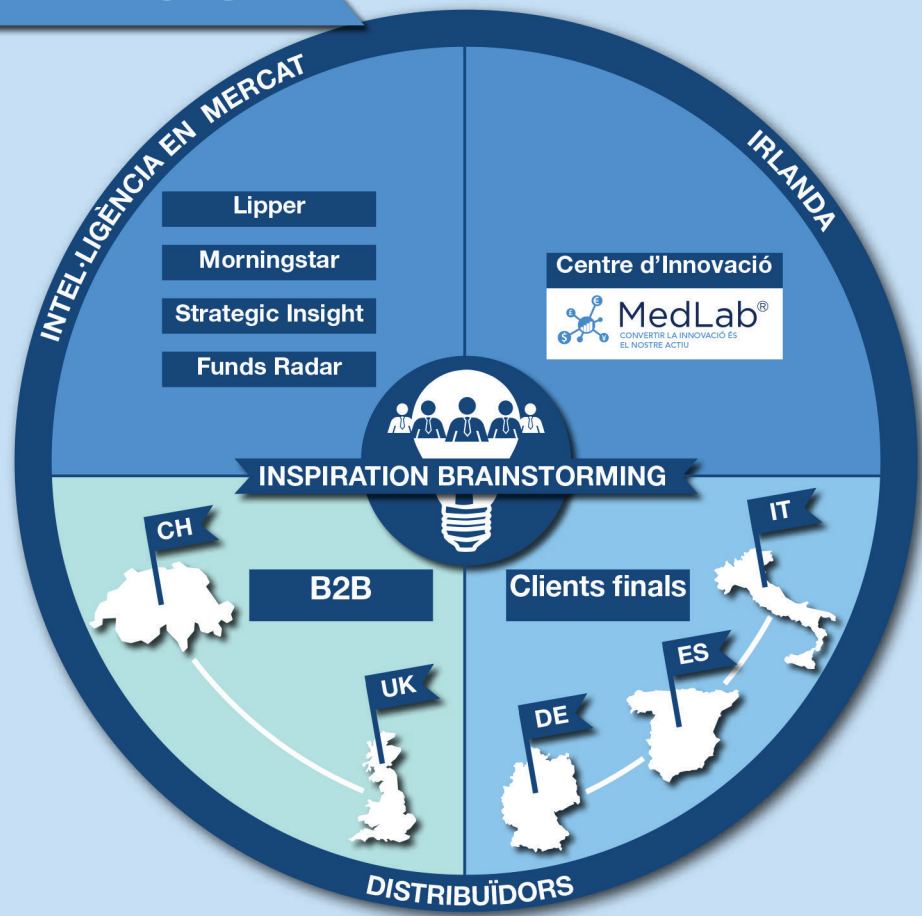 INTEL·LIGÈNCIA EN MERCAT
IRLANDA
Lipper
Morningstar
Strategic Insight
Funds Radar
Centre d'Innovació
MedLab®
CONVERTIR LA INNOVACIÓ ÉS
EL NOSTRE ACTIU
£
€
$
¥
INSPIRATION BRAINSTORMING
CH
B2B
UK
Clients finals
IT
ES
DE
DISTRIBUÏDORS